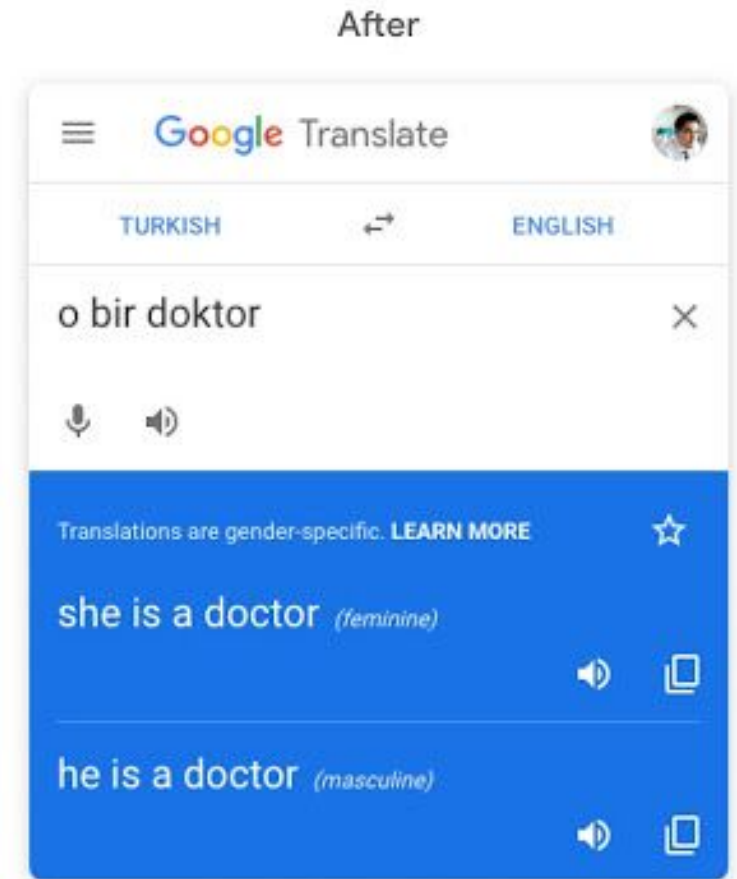 After
Google Translate
TURKISH ENGLISH
o bir doktor
Translations are gender-specific. LEARN MORE
she is a doctor (feminine)
he is a doctor (masculine)